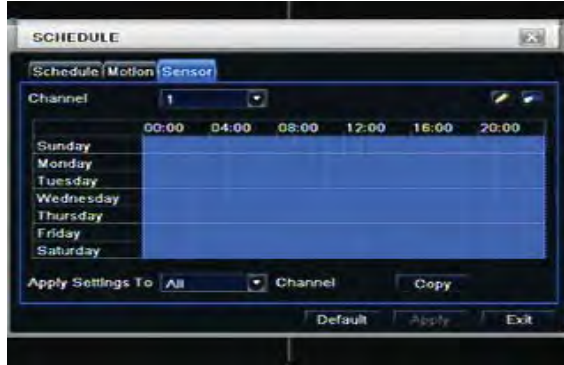 SCHEDULE
Schedule Motion Sensor
Channel 1
00:00 04:00 08:00 12:00 16:00 20:00
Sunday
Monday
Tuesday
Wednesday
Thursday
Friday
Saturday
Apply Settings To All Channel Copy
Default Apply Exit